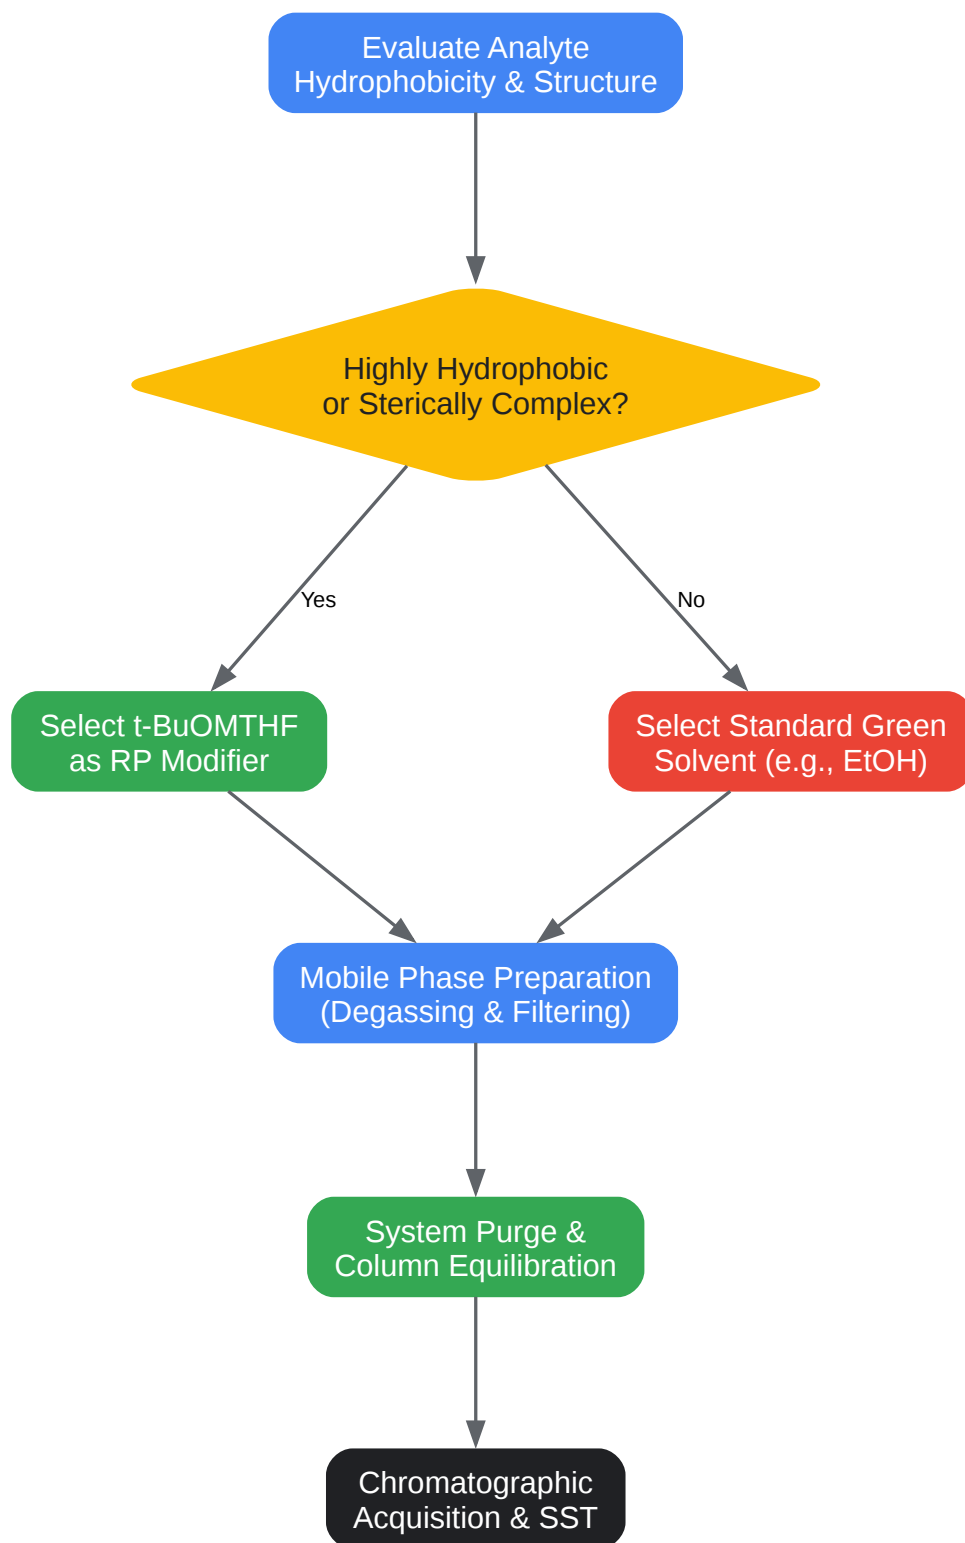 Evaluate Analyte
Hydrophobicity & Structure
Highly Hydrophobic
or Sterically Complex?
Yes
No
Select t-BuOMTHF
as RP Modifier
Select Standard Green
Solvent (e.g., EtOH)
Mobile Phase Preparation
(Degassing & Filtering)
System Purge &
Column Equilibration
Chromatographic
Acquisition & SST